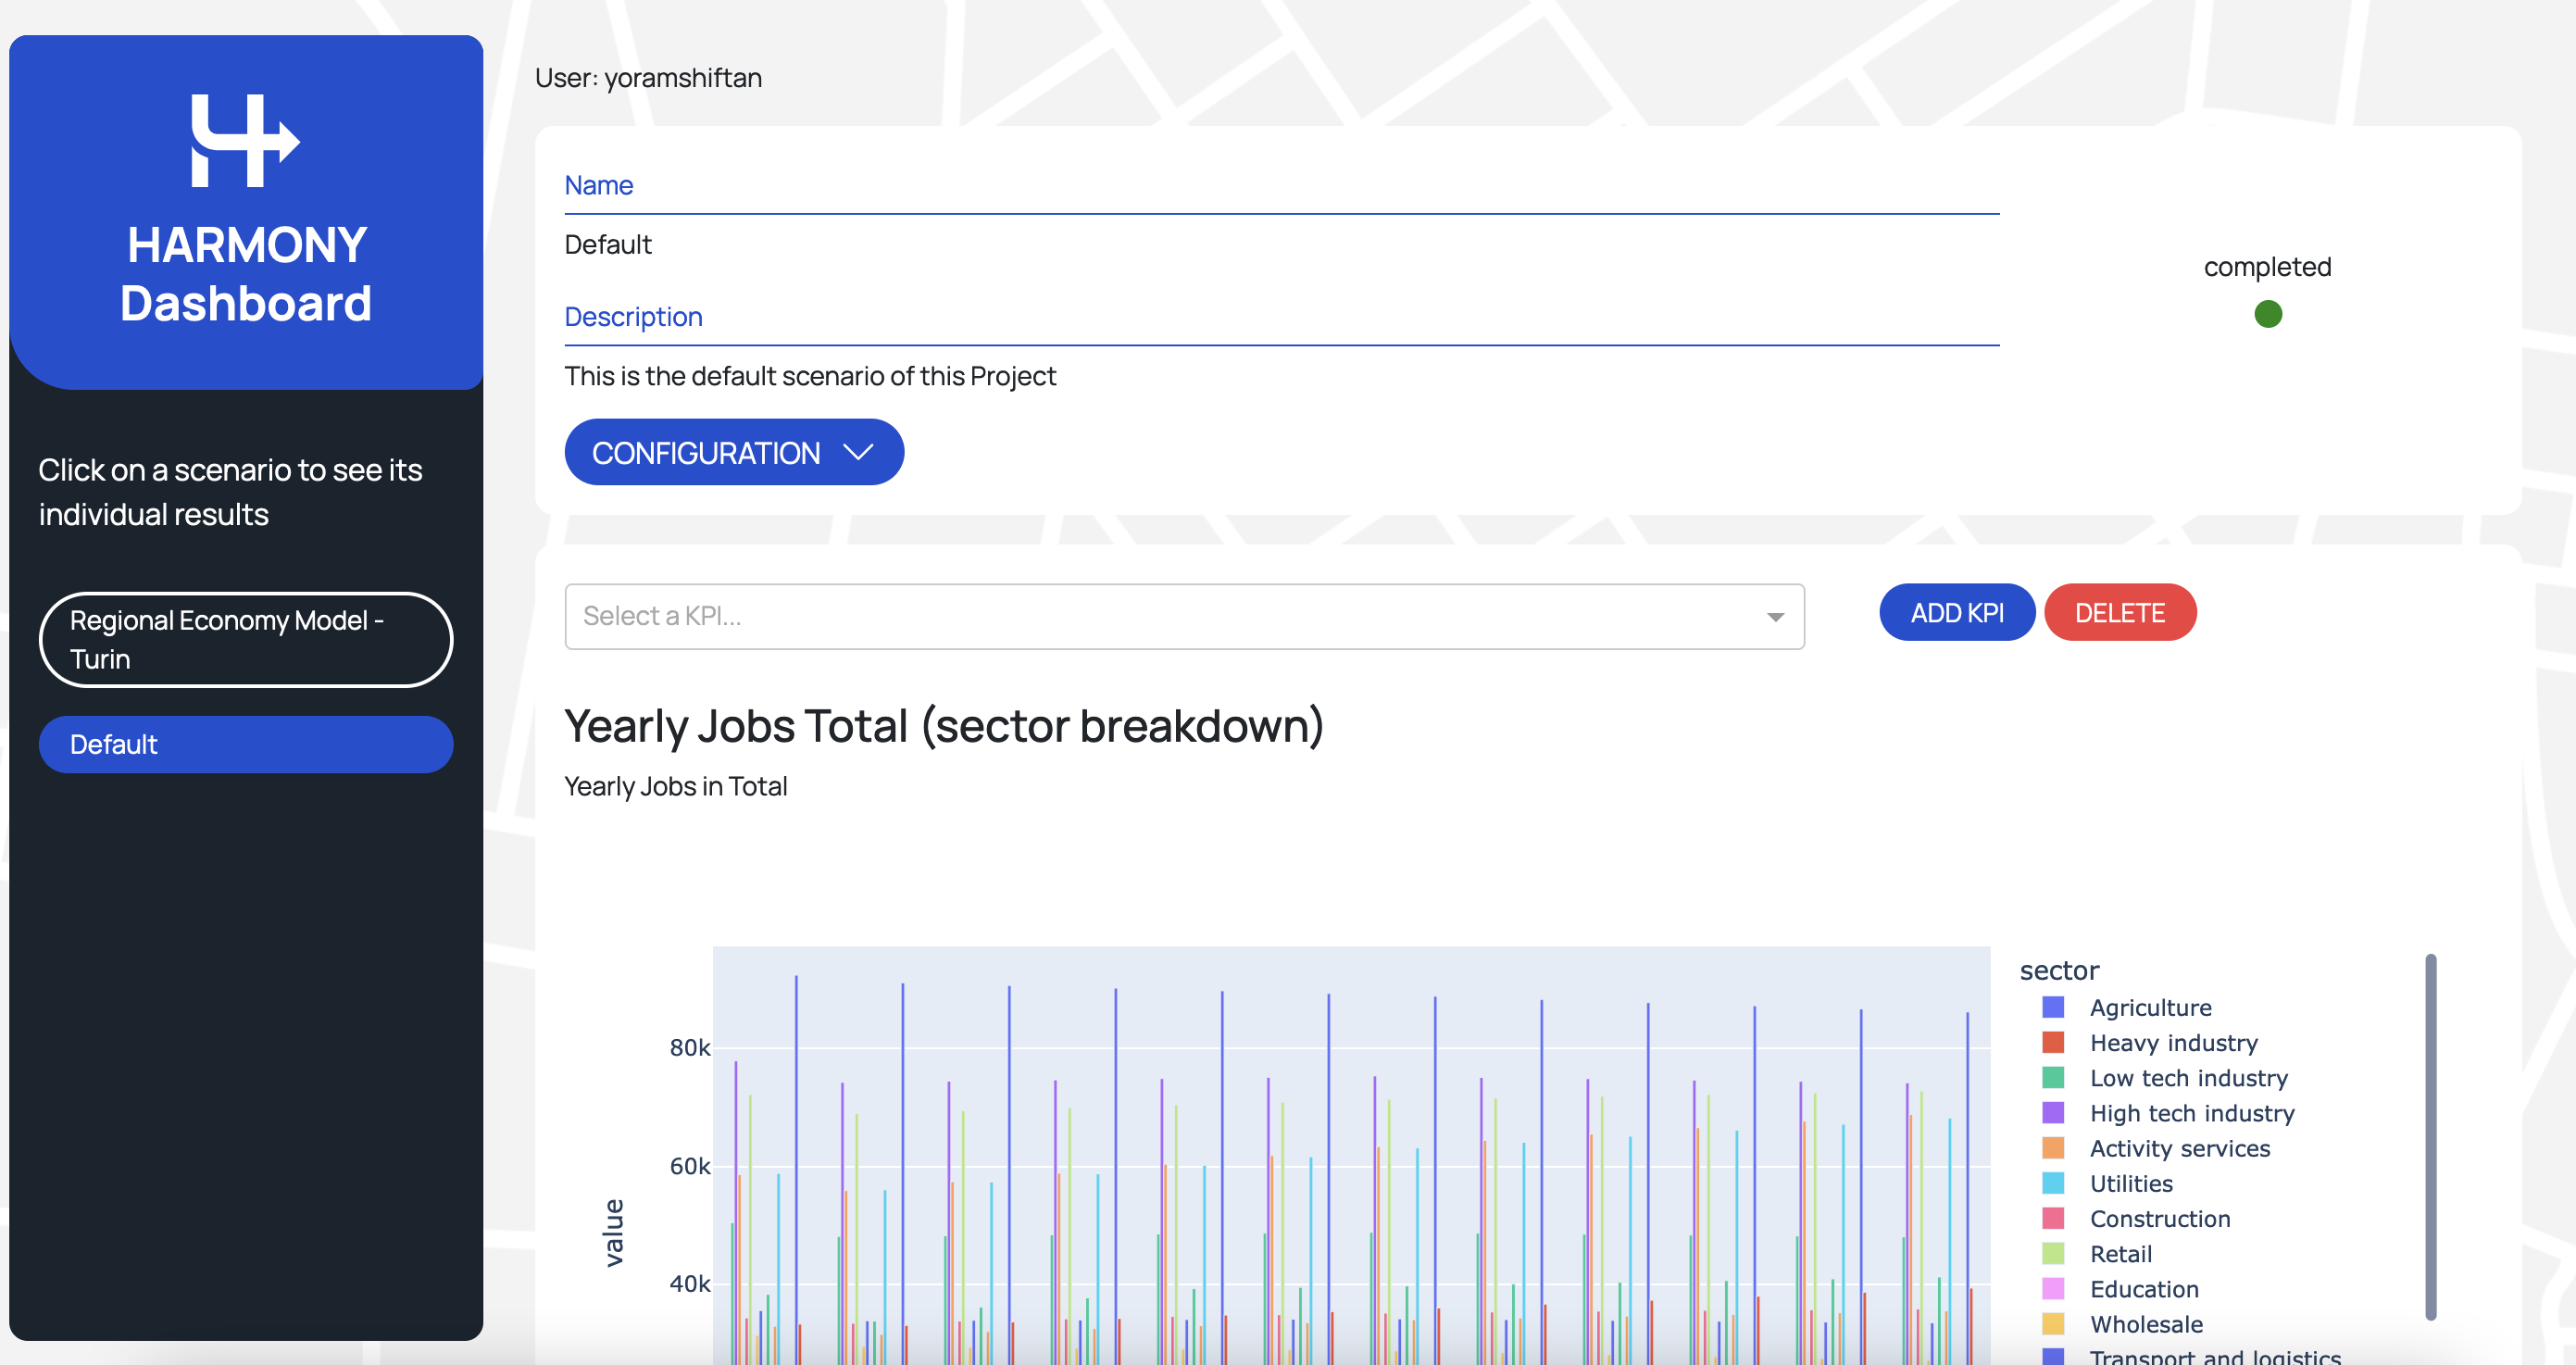 HARMONY
Dashboard
Click on a scenario to see its
individual results
Regional Economy Model -
Turin
Default
User: yoramshiftan
Name
Default
completed
Description
This is the default scenario of this Project
CONFIGURATION
Select a KPI...
ADD KPI
DELETE
Yearly Jobs Total (sector breakdown)
Yearly Jobs in Total
80k
60k
40k
value
sector
Agriculture
Heavy industry
Low tech industry
High tech industry
Activity services
Utilities
Construction
Retail
Education
Wholesale
Transport and logistics